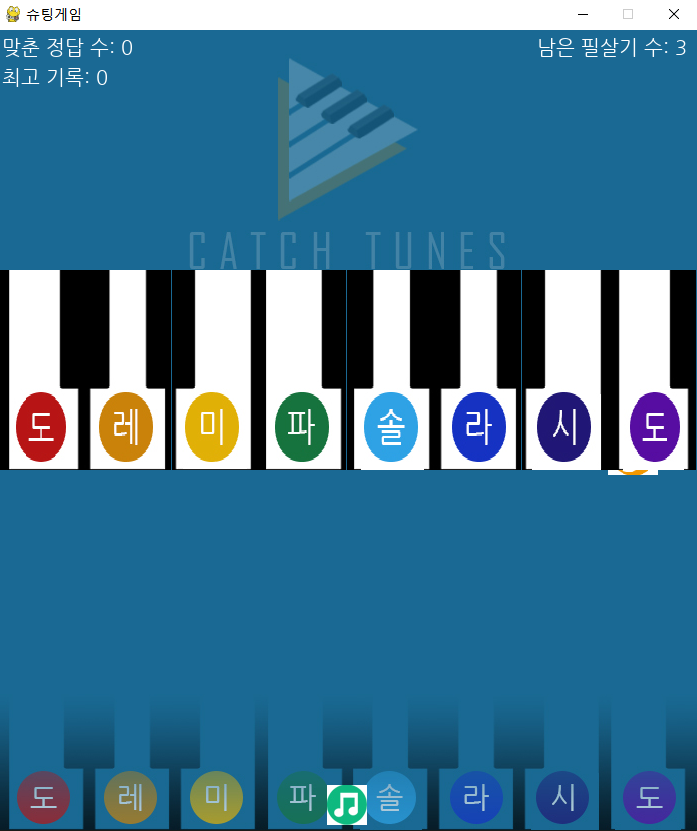 슈팅게임
맞춘 정답 수: 0
남은 필살기 수: 3
최고 기록: 0
CATCH TUNES
도 레 미 파 솔 라 시 도
도 레 미 파 솔 라 시 도